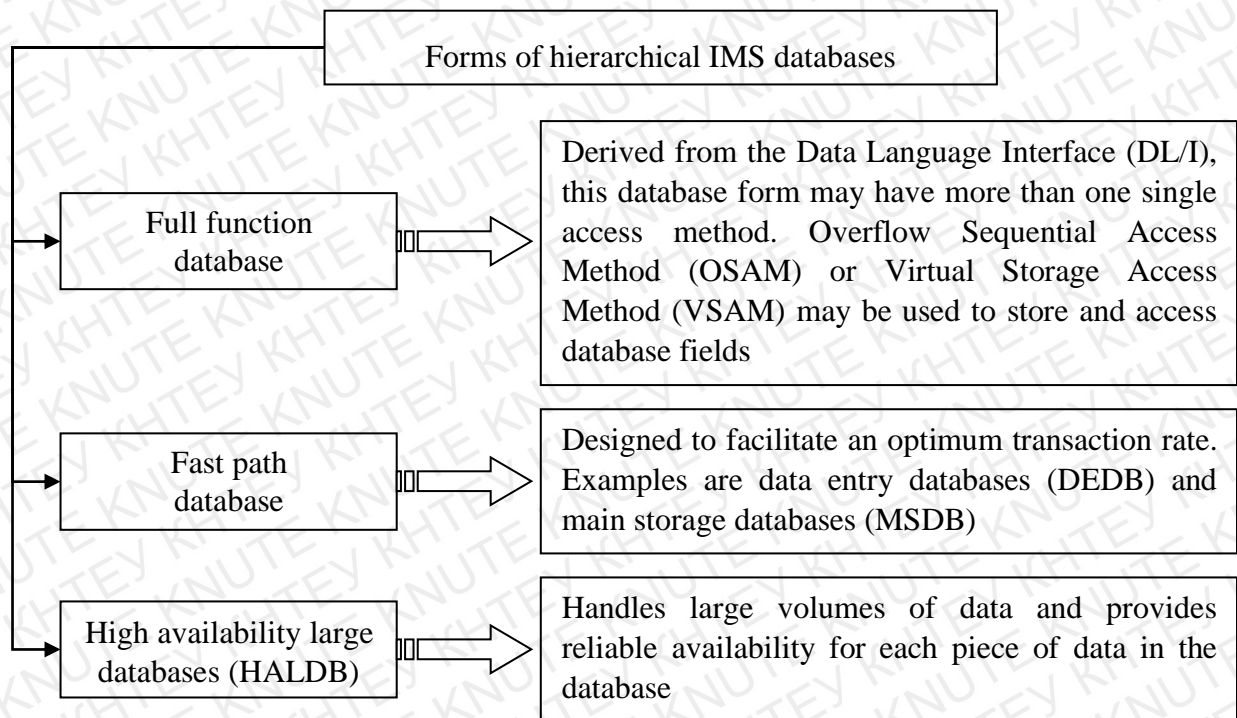 Forms of hierarchical IMS databases
Full function
database
Derived from the Data Language Interface (DL/I),
this database form may have more than one single
access method. Overflow Sequential Access
Method (OSAM) or Virtual Storage Access
Method (VSAM) may be used to store and access
database fields
Fast path
database
Designed to facilitate an optimum transaction rate.
Examples are data entry databases (DEDB) and
main storage databases (MSDB)
High availability large
databases (HALDB)
Handles large volumes of data and provides
reliable availability for each piece of data in the
database